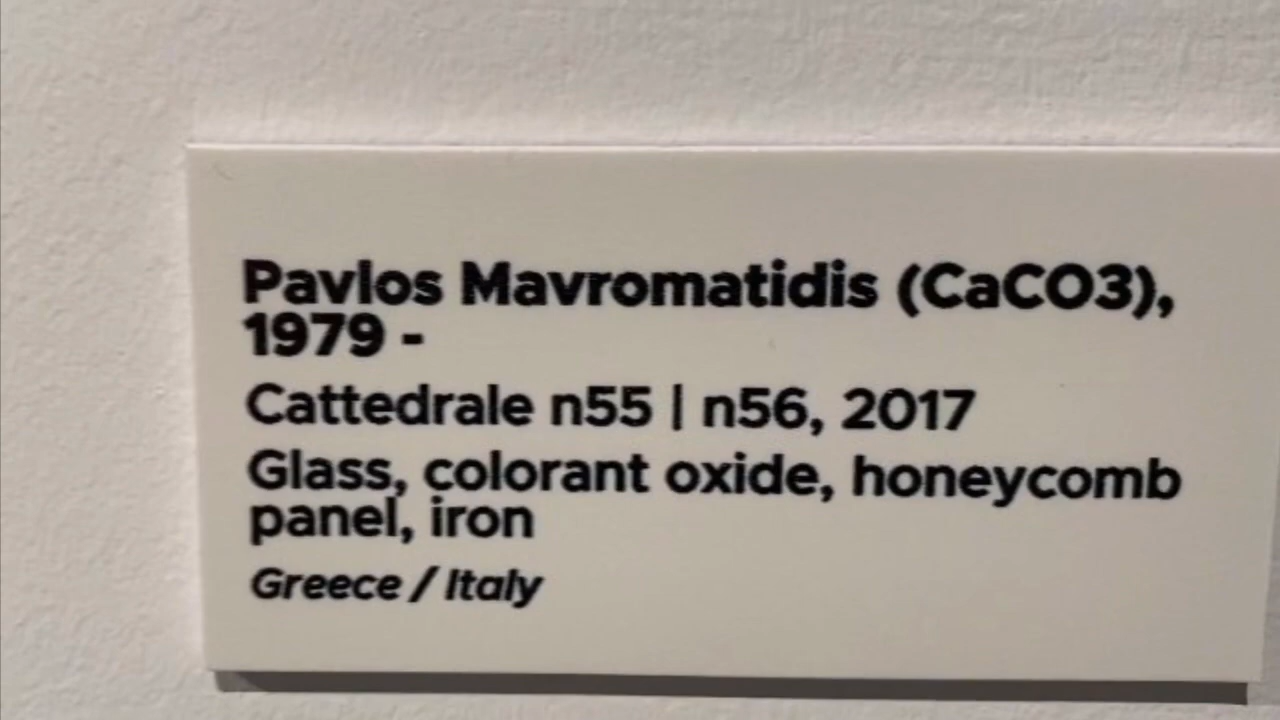 Pavlos Mavromatidis (CaCO3),
1979 -
Cattedrale n55 | n56, 2017
Glass, colorant oxide, honeycomb
panel, iron
Greece / Italy